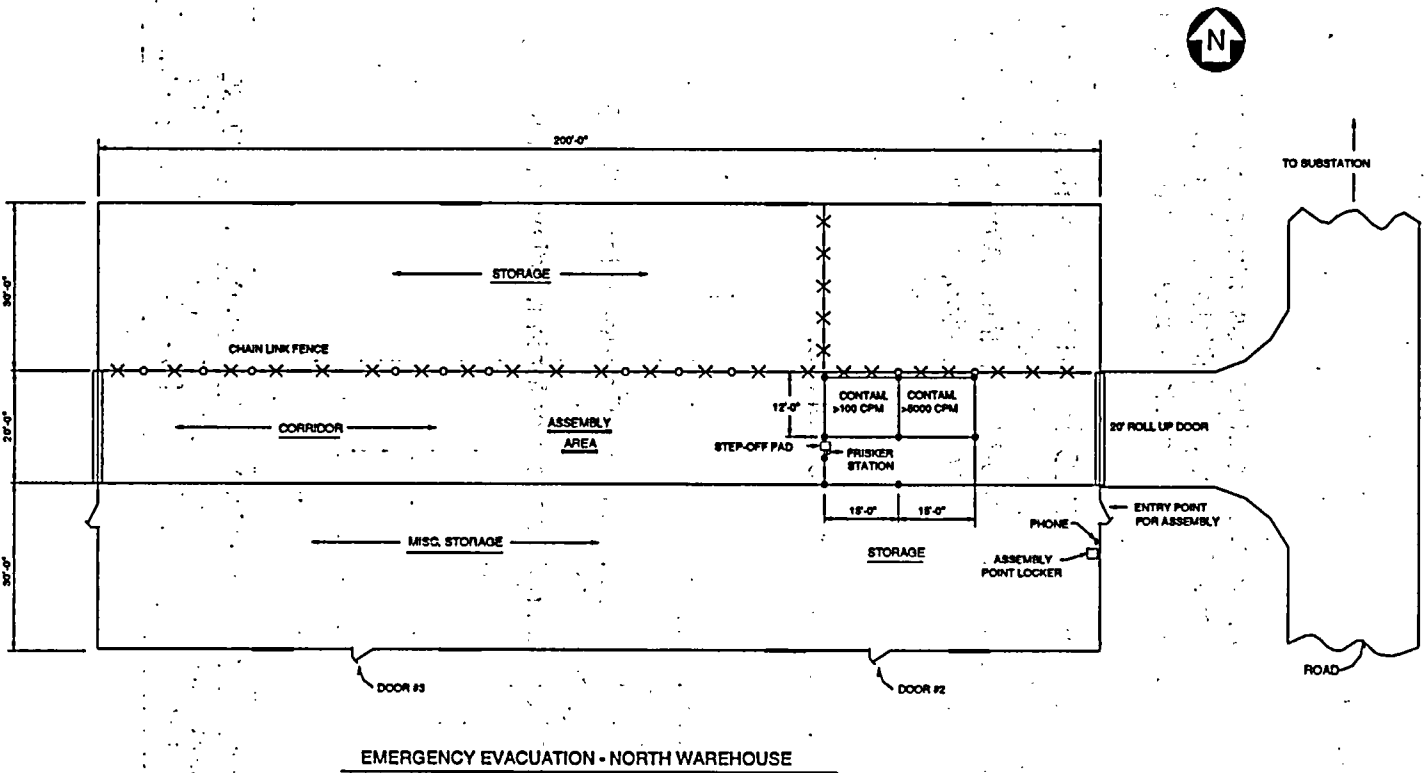 N
200'-0"
TO SUBSTATION
30'-0"
STORAGE
CHAIN LINK FENCE
20'-0"
CORRIDOR
ASSEMBLY
AREA
12'-0"
CONTAM.
>100 CPM
CONTAM.
>5000 CPM
20' ROLL UP DOOR
STEP-OFF PAD
FRISKER
STATION
15'-0"
15'-0"
ENTRY POINT
FOR ASSEMBLY
PHONE
30'-0"
MISC. STORAGE
STORAGE
ASSEMBLY
POINT LOCKER
ROAD
DOOR #3
DOOR #2
EMERGENCY EVACUATION - NORTH WAREHOUSE